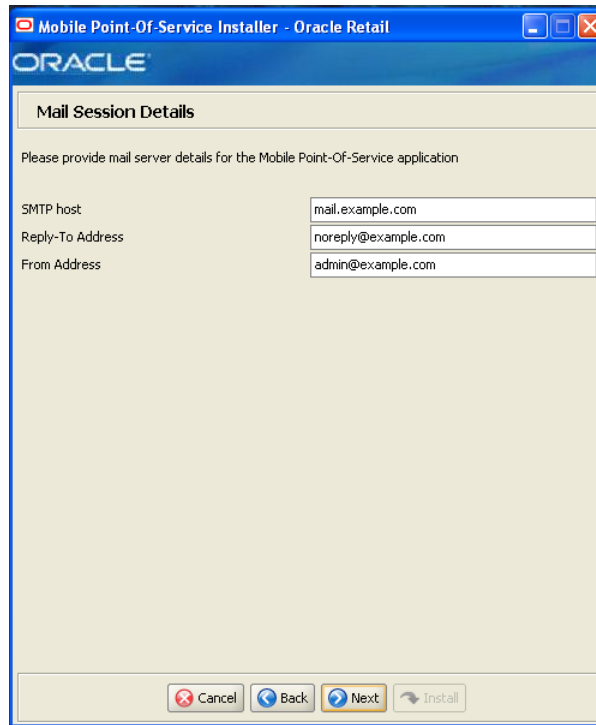 Mobile Point-Of-Service Installer - Oracle Retail
ORACLE
Mail Session Details
Please provide mail server details for the Mobile Point-Of-Service application
SMTP host mail.example.com
Reply-To Address noreply@example.com
From Address admin@example.com
Cancel Back Next Install